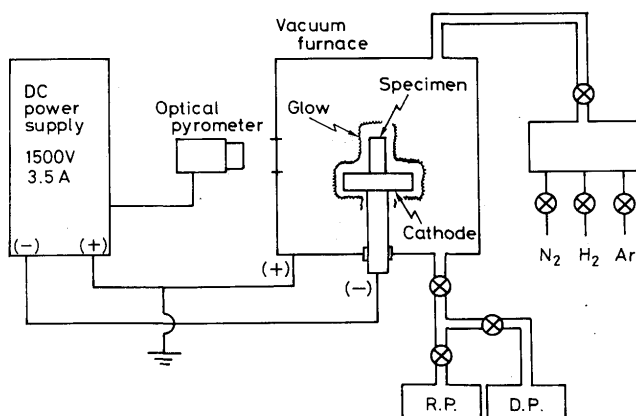 Vacuum
furnace
DC
power
supply
1500V
3.5 A
(-) (+)
Optical
pyrometer
Glow
Specimen
Cathode
(+)
(-)
N₂ H₂ Ar
R.P. D.P.